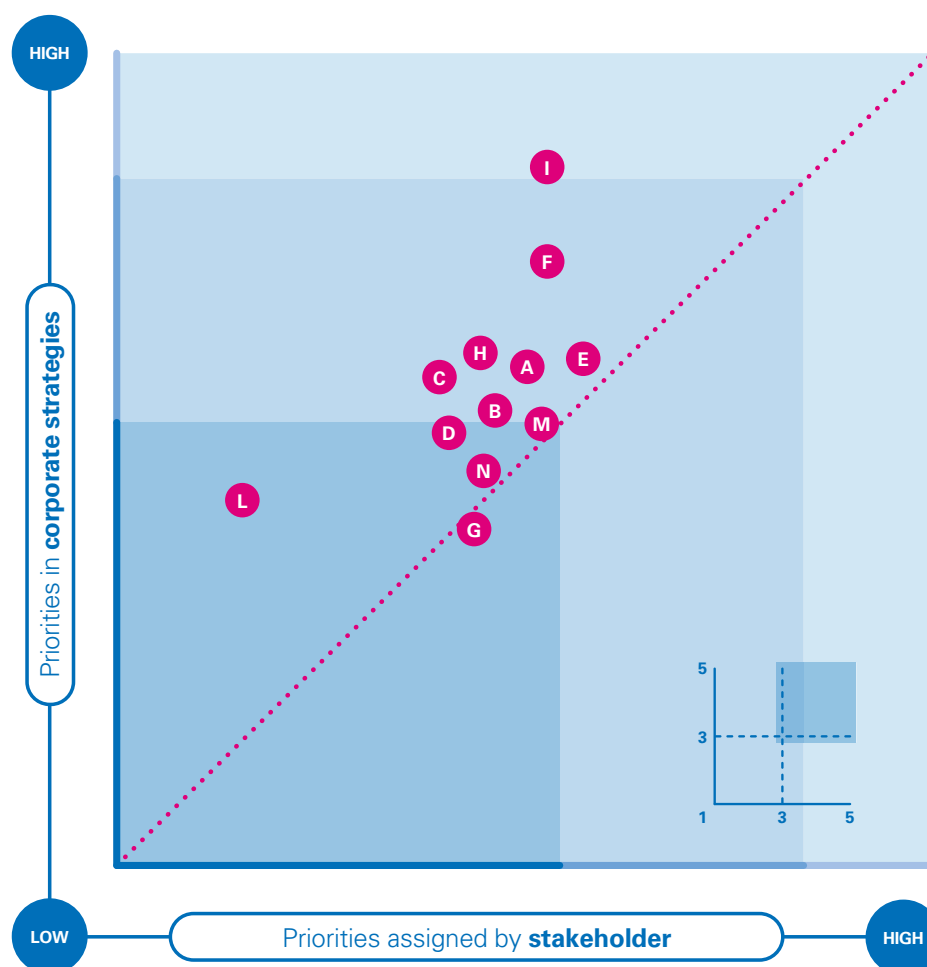 HIGH
I
F
H
A
E
C
B
M
D
N
L
G
Priorities in corporate strategies
5
3
1
3
5
LOW
Priorities assigned by stakeholder
HIGH